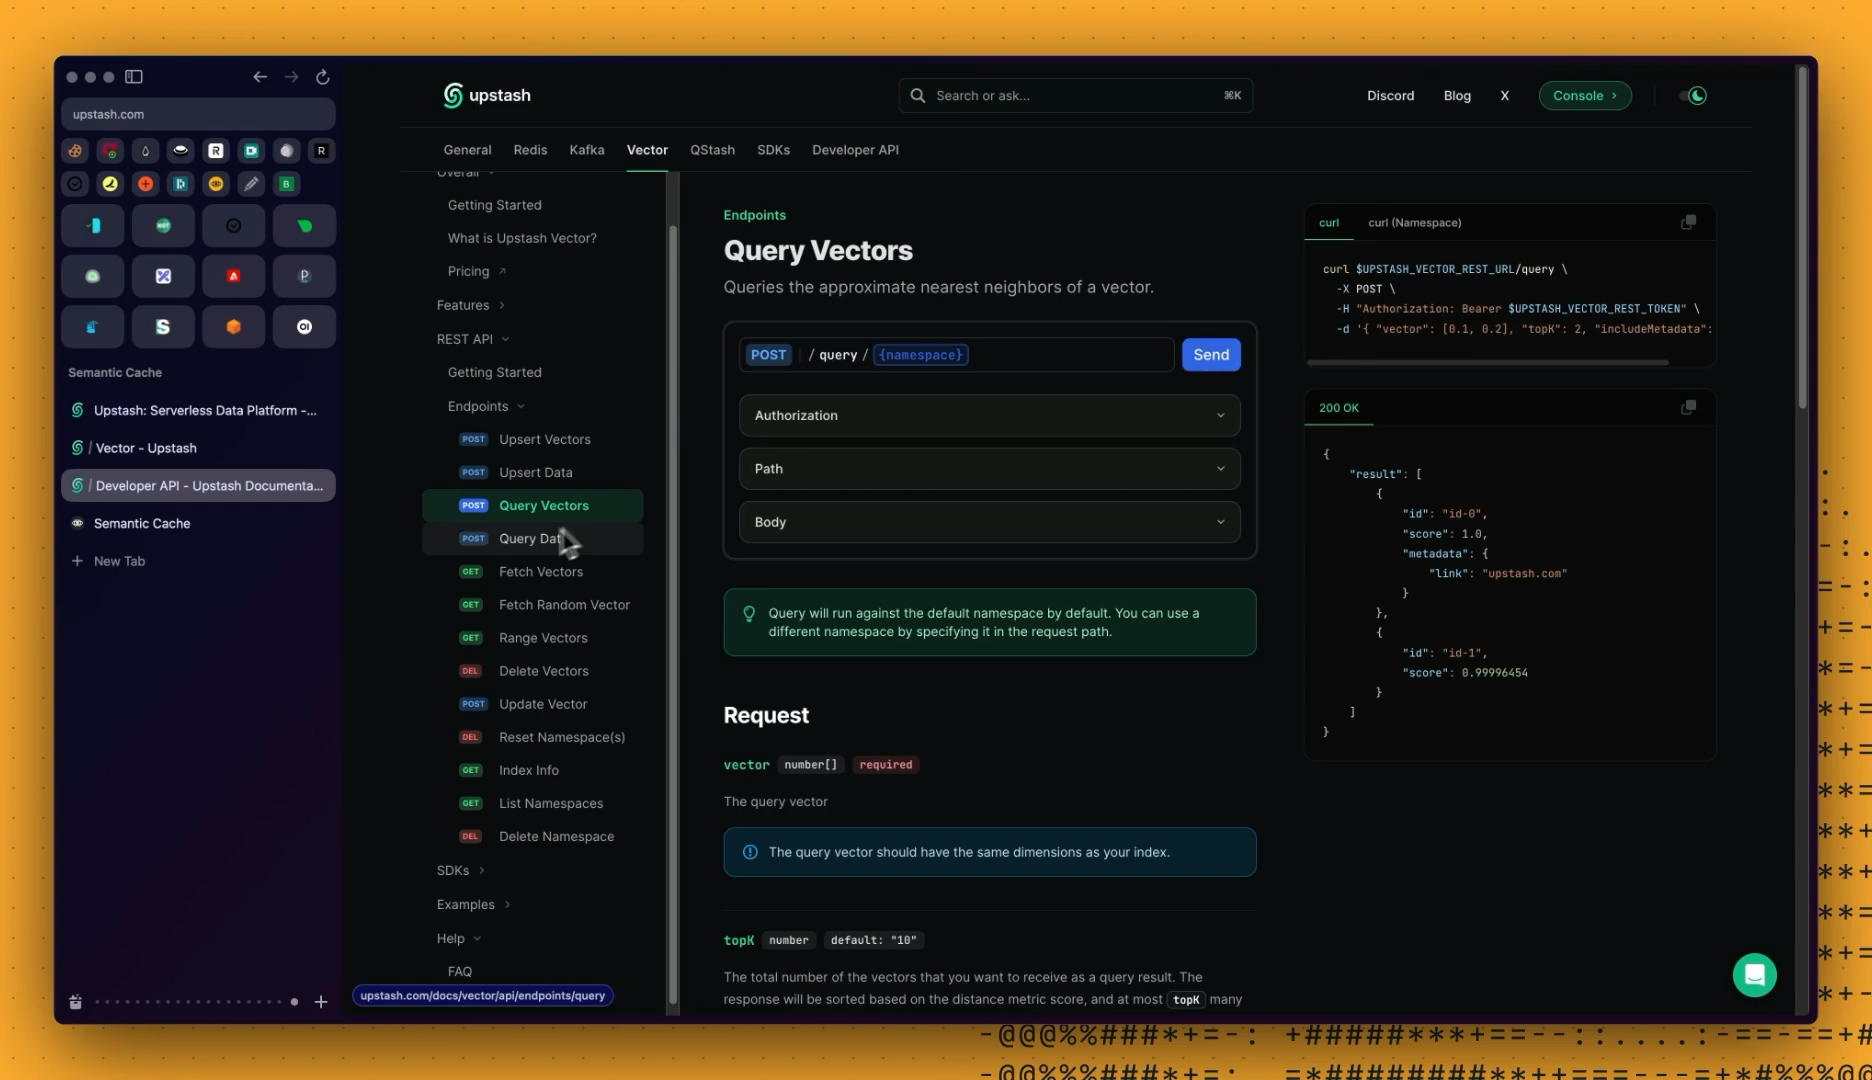 upstash.com
Semantic Cache
Upstash: Serverless Data Platform -...
/ Vector - Upstash
/ Developer API - Upstash Documenta...
Semantic Cache
+ New Tab
upstash
Search or ask...
⌘K
Discord
Blog
X
Console ›
General
Redis
Kafka
Vector
QStash
SDKs
Developer API
Overall
Getting Started
What is Upstash Vector?
Pricing
Features
REST API
Getting Started
Endpoints
POST Upsert Vectors
POST Upsert Data
POST Query Vectors
POST Query Dat
GET Fetch Vectors
GET Fetch Random Vector
GET Range Vectors
DEL Delete Vectors
POST Update Vector
DEL Reset Namespace(s)
GET Index Info
GET List Namespaces
DEL Delete Namespace
SDKs
Examples
Help
FAQ
upstash.com/docs/vector/api/endpoints/query
Endpoints
Query Vectors
Queries the approximate nearest neighbors of a vector.
POST / query / {namespace}
Send
Authorization
Path
Body
Query will run against the default namespace by default. You can use a
different namespace by specifying it in the request path.
Request
vector number[] required
The query vector
The query vector should have the same dimensions as your index.
topK number default: "10"
The total number of the vectors that you want to receive as a query result. The
response will be sorted based on the distance metric score, and at most topK many
curl
curl (Namespace)
curl $UPSTASH_VECTOR_REST_URL/query \
-X POST \
-H "Authorization: Bearer $UPSTASH_VECTOR_REST_TOKEN" \
-d '{ "vector": [0.1, 0.2], "topK": 2, "includeMetadata":
200 OK
{
"result": [
{
"id": "id-0",
"score": 1.0,
"metadata": {
"link": "upstash.com"
}
},
{
"id": "id-1",
"score": 0.99996454
}
]
}